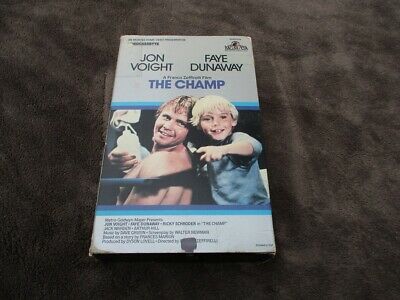 VIDEOCASSETTE
JON
VOIGHT
FAYE
DUNAWAY
A Franco Zeffirelli Film
THE CHAMP
Metro-Goldwyn-Mayer Presents
JON VOIGHT · FAYE DUNAWAY · RICKY SCHRODER in "THE CHAMP"
JACK WARDEN · ARTHUR HILL
Music by DAVE GRUSIN · Screenplay by WALTER NEWMAN
Based on a story by FRANCES MARION
Produced by DYSON LOVELL · Directed by ZEFFIRELLI